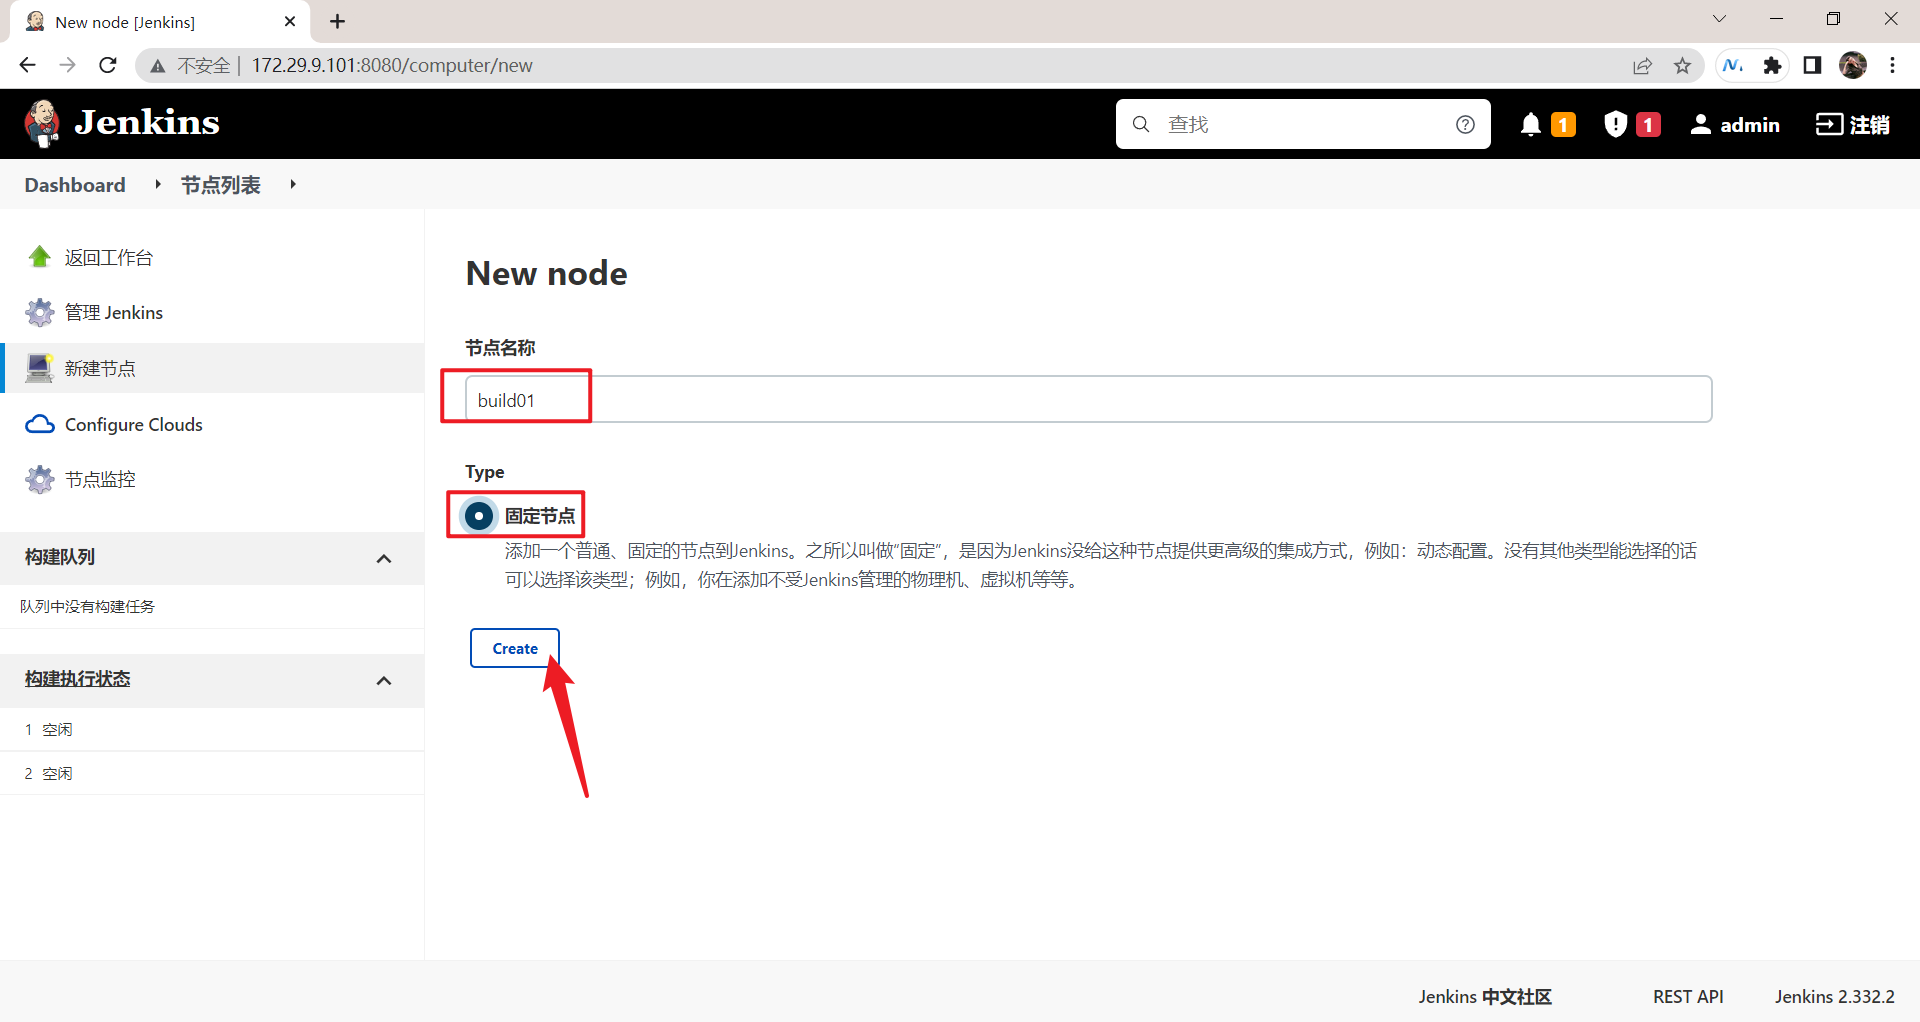 New node [Jenkins]
不安全 | 172.29.9.101:8080/computer/new
Jenkins
查找
1
1
admin
注销
Dashboard
节点列表
返回工作台
管理 Jenkins
新建节点
Configure Clouds
节点监控
构建队列
队列中没有构建任务
构建执行状态
1 空闲
2 空闲
New node
节点名称
build01
Type
固定节点
添加一个普通、固定的节点到Jenkins。之所以叫做“固定”，是因为Jenkins没给这种节点提供更高级的集成方式，例如：动态配置。没有其他类型能选择的话
可以选择该类型；例如，你在添加不受Jenkins管理的物理机、虚拟机等等。
Create
Jenkins 中文社区
REST API
Jenkins 2.332.2